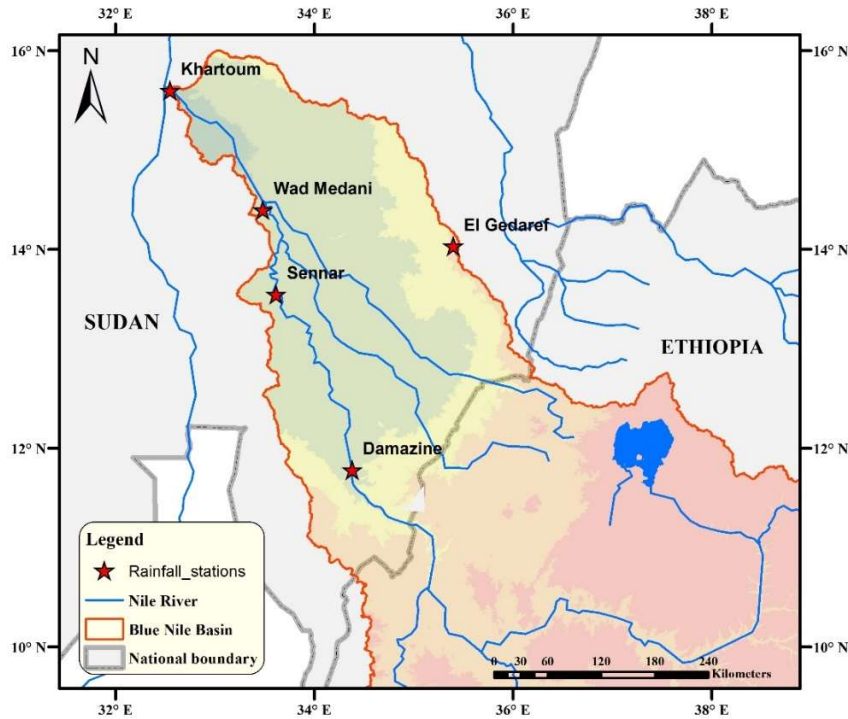 32° E 34° E 36° E 38° E
16° N 16° N
N
Khartoum
Wad Medani
El Gedaref
14° N 14° N
Sennar
SUDAN
ETHIOPIA
12° N 12° N
Damazine
Legend
Rainfall_stations
Nile River
Blue Nile Basin
National boundary
10° N 10° N
0 30 60 120 180 240
Kilometers
32° E 34° E 36° E 38° E